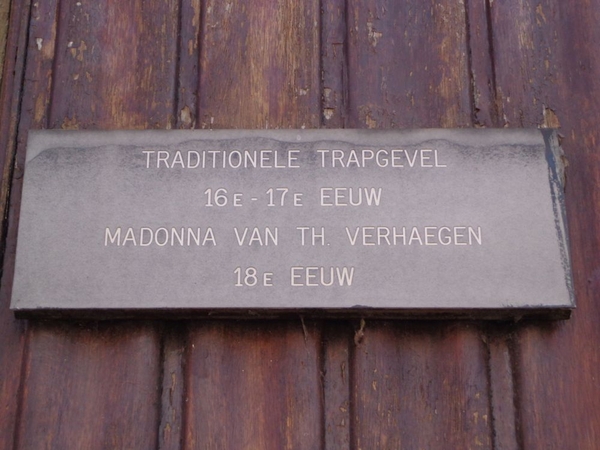 TRADITIONELE TRAPGEVEL
16E - 17E EEUW
MADONNA VAN TH. VERHAEGEN
18E EEUW